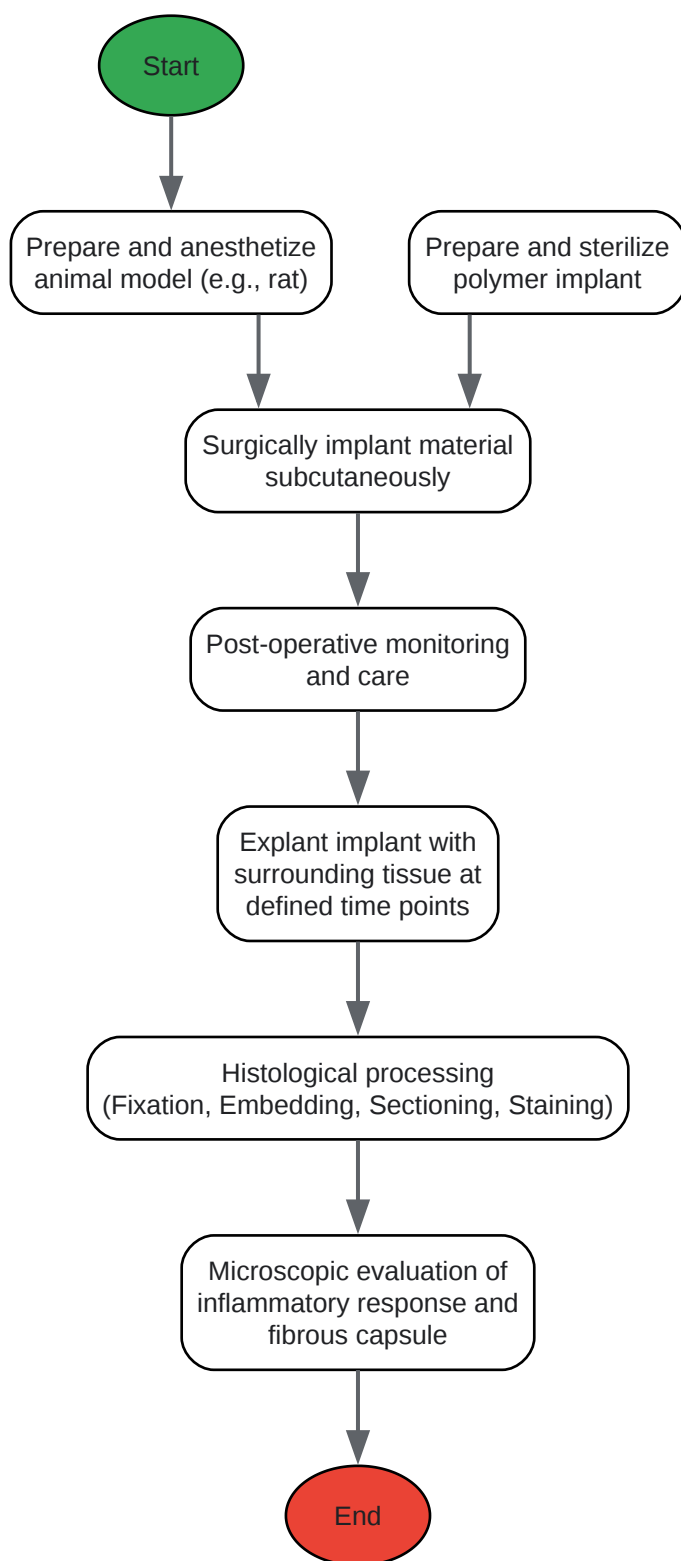 Start
Prepare and anesthetize
animal model (e.g., rat)
Prepare and sterilize
polymer implant
Surgically implant material
subcutaneously
Post-operative monitoring
and care
Explant implant with
surrounding tissue at
defined time points
Histological processing
(Fixation, Embedding, Sectioning, Staining)
Microscopic evaluation of
inflammatory response and
fibrous capsule
End